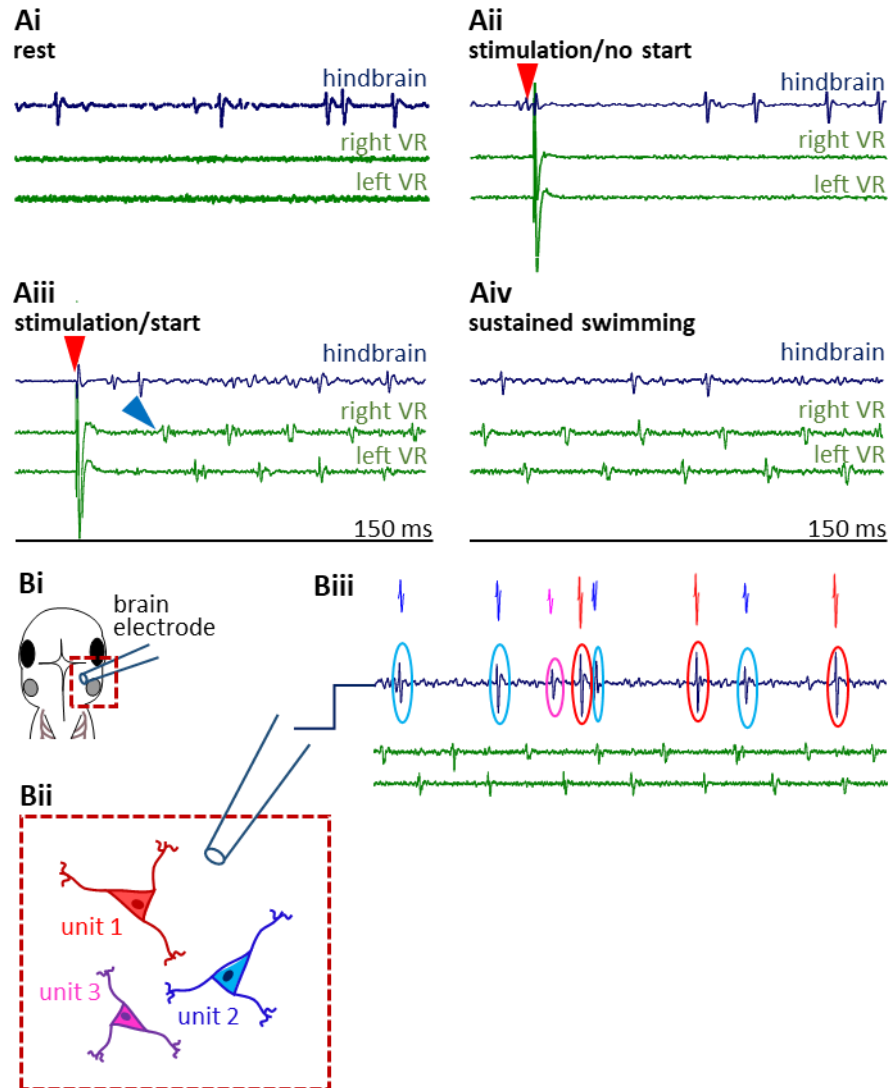 Ai
rest
hindbrain
right VR
left VR
Aii
stimulation/no start
hindbrain
right VR
left VR
Aiii
stimulation/start
hindbrain
right VR
left VR
150 ms
Aiv
sustained swimming
hindbrain
right VR
left VR
150 ms
Bi
brain
electrode
Biii
Bii
unit 1
unit 3
unit 2